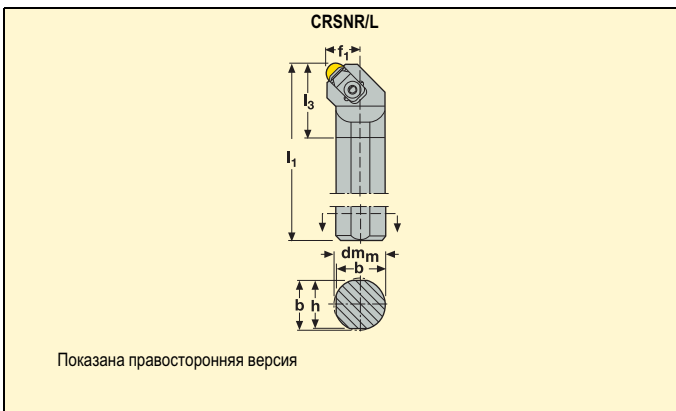 CRSNR/L
f1
l3
l1
dmm
b
b h
Показана правосторонняя версия